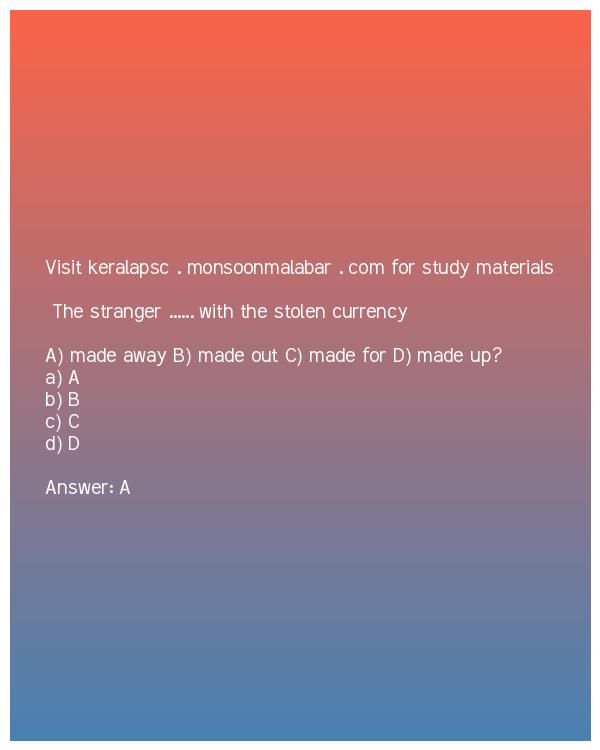 Visit keralapsc . monsoonmalabar . com for study materials
The stranger ...... with the stolen currency
A) made away B) made out C) made for D) made up?
a) A
b) B
c) C
d) D
Answer: A